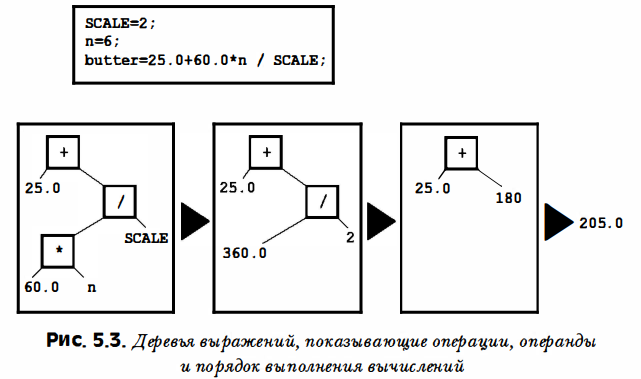 SCALE=2;
n=6;
butter=25.0+60.0*n / SCALE;
+
25.0
/
SCALE
*
60.0 n
+
25.0
/
2
360.0
+
25.0
180
205.0
Рис. 5.3. Деревья выражений, показывающие операции, операнды
и порядок выполнения вычислений